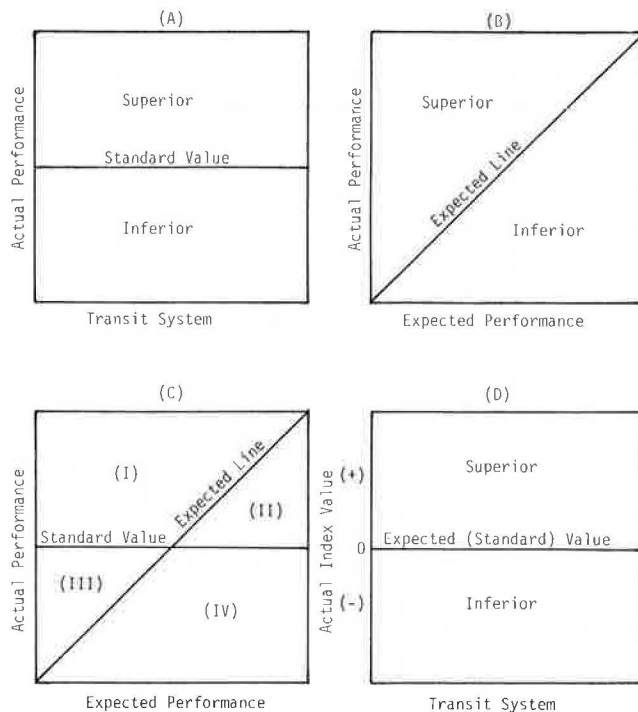 (A)
Actual Performance
Superior
Standard Value
Inferior
Transit System
(B)
Actual Performance
Superior
Expected Line
Inferior
Expected Performance
(C)
Actual Performance
(I)
Expected Line
(II)
Standard Value
(III)
(IV)
Expected Performance
(D)
Actual Index Value
(+)
Superior
0
Expected (Standard) Value
(-)
Inferior
Transit System